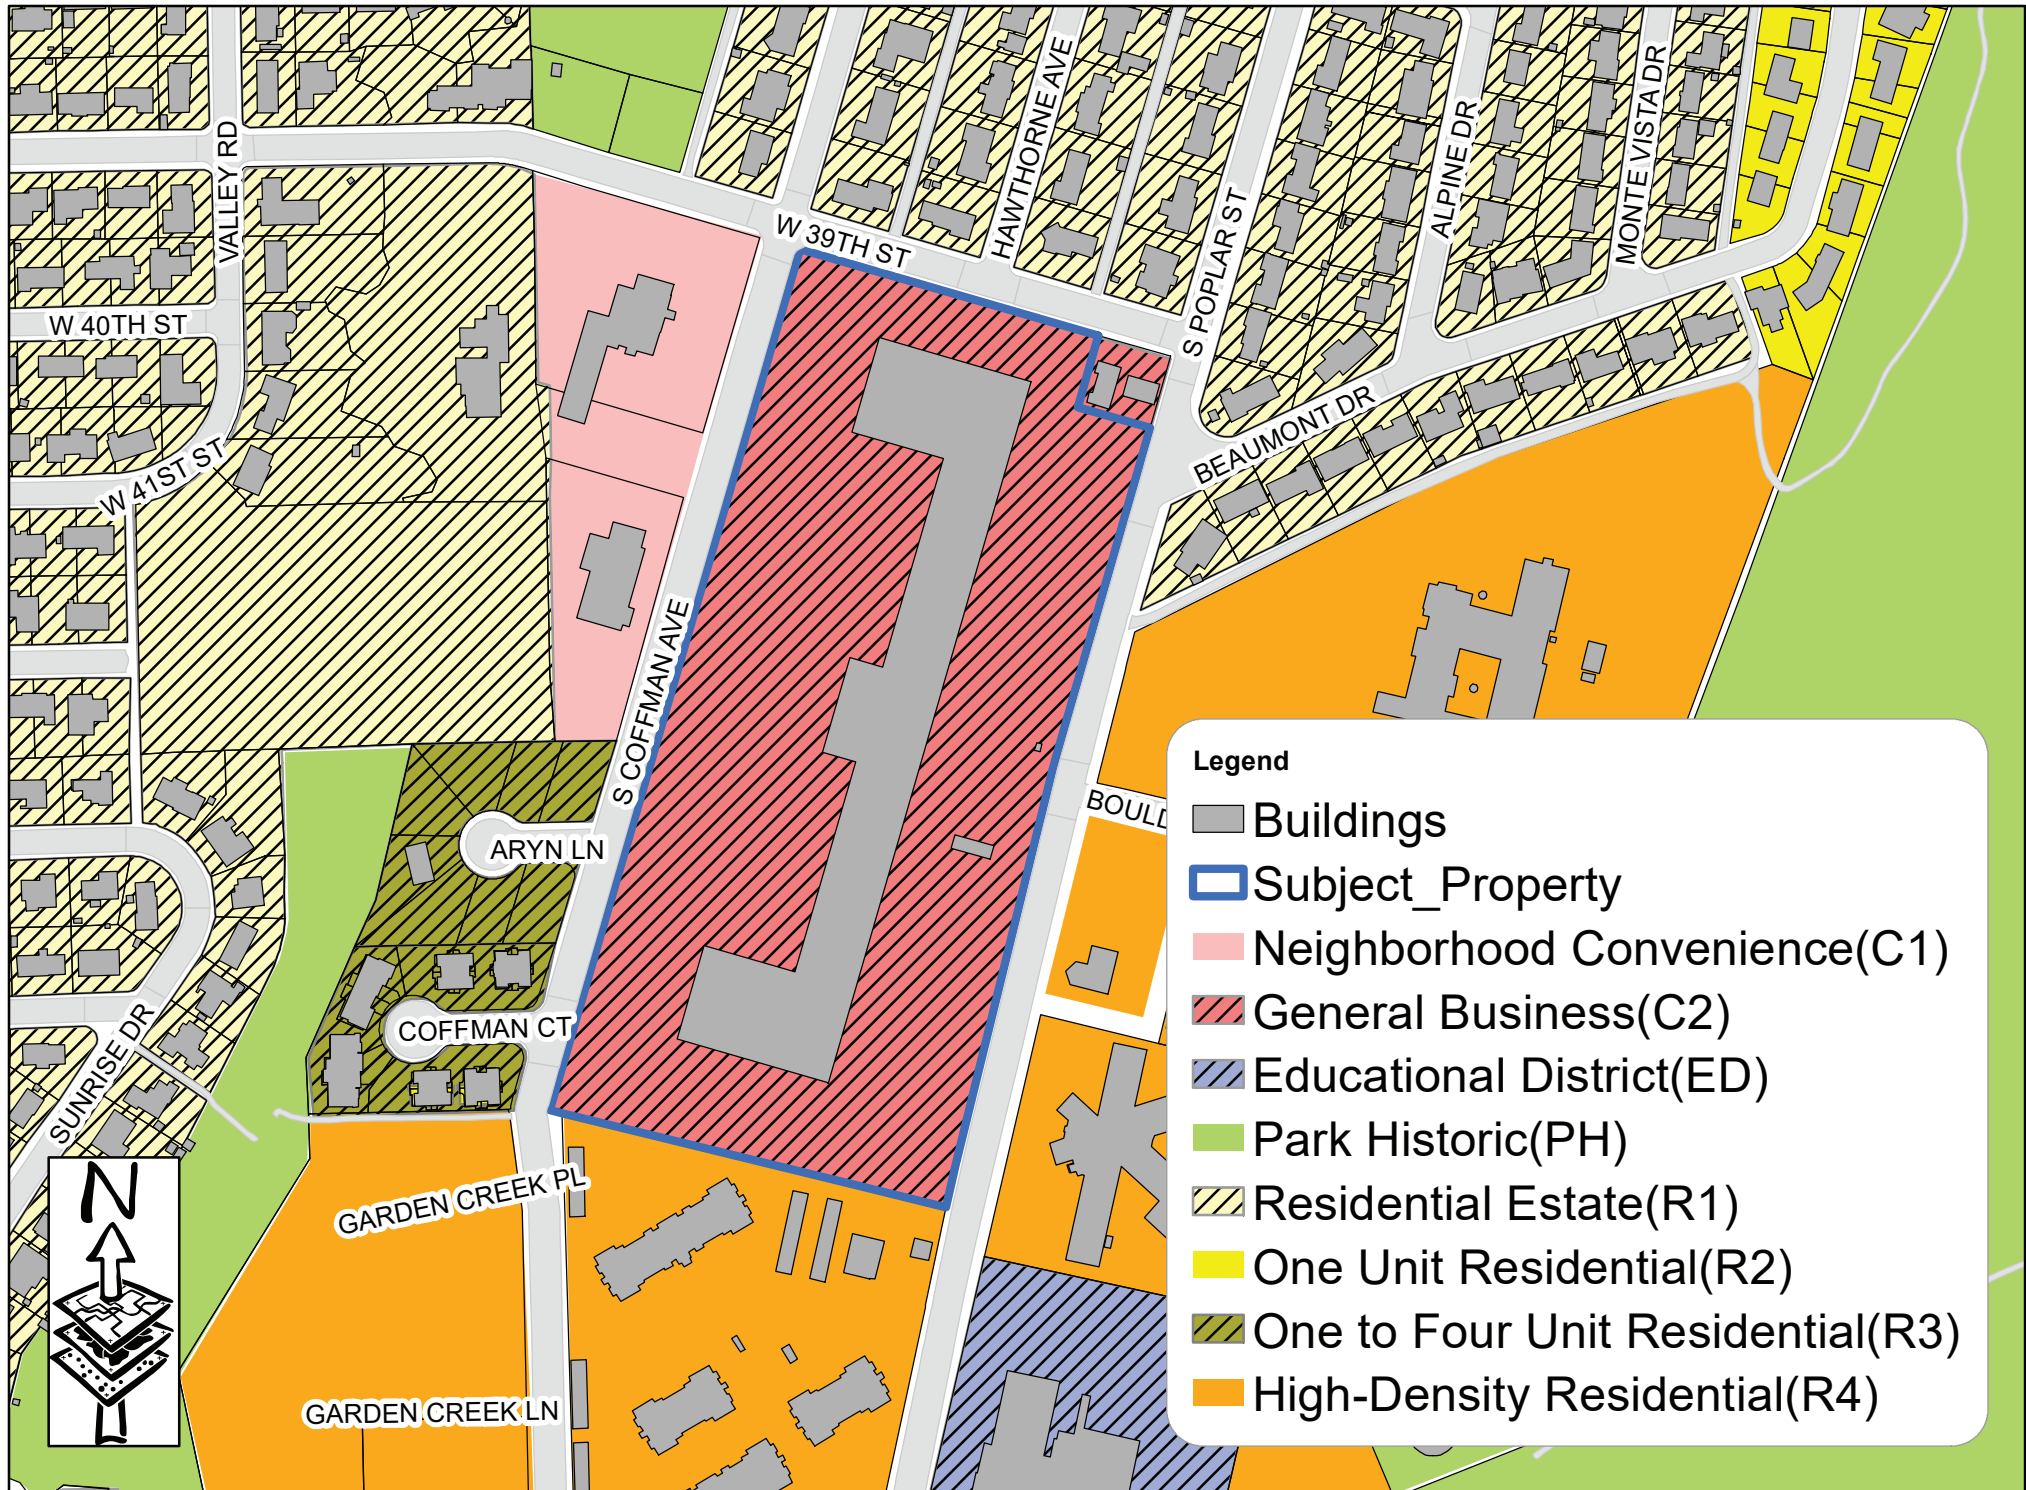 HAWTHORNE AVE
MONTE VISTA DR
ALPINE DR
VALLEY RD
W 39TH ST
S POPLAR ST
W 40TH ST
BEAUMONT DR
W 41ST ST
S COFFMAN AVE
BOULD
ARYN LN
COFFMAN CT
SUNRISE DR
GARDEN CREEK PL
GARDEN CREEK LN
N
Legend
Buildings
Subject_Property
Neighborhood Convenience(C1)
General Business(C2)
Educational District(ED)
Park Historic(PH)
Residential Estate(R1)
One Unit Residential(R2)
One to Four Unit Residential(R3)
High-Density Residential(R4)